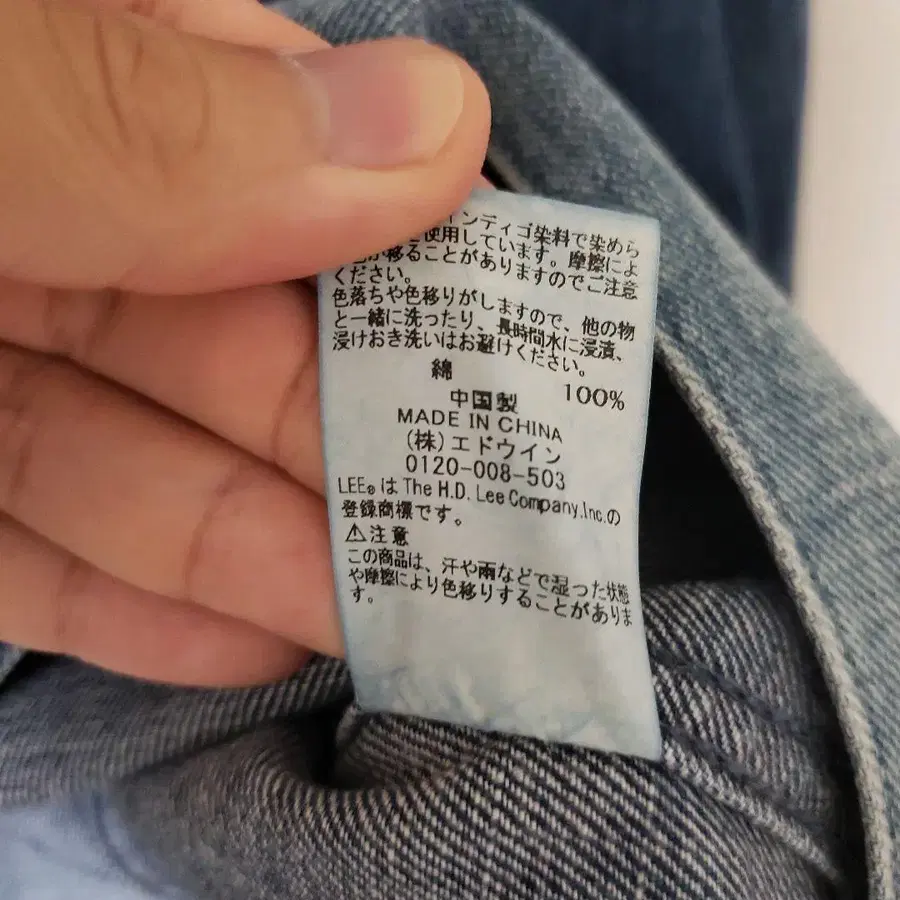 インディゴ染料で染めら
使用しています。摩擦によ
が移ることがありますのでご注意
ください。
色落ちや色移りがしますので、他の物
と一緒に洗ったり、長時間水に浸漬、
浸けおき洗いはお避けください。
綿 100%
中国製
MADE IN CHINA
(株)エドウイン
0120-008-503
LEE®は The H.D. Lee Company,Inc.の
登録商標です。
⚠注意
この商品は、汗や雨などで湿った状態
や摩擦により色移りすることがありま
す。